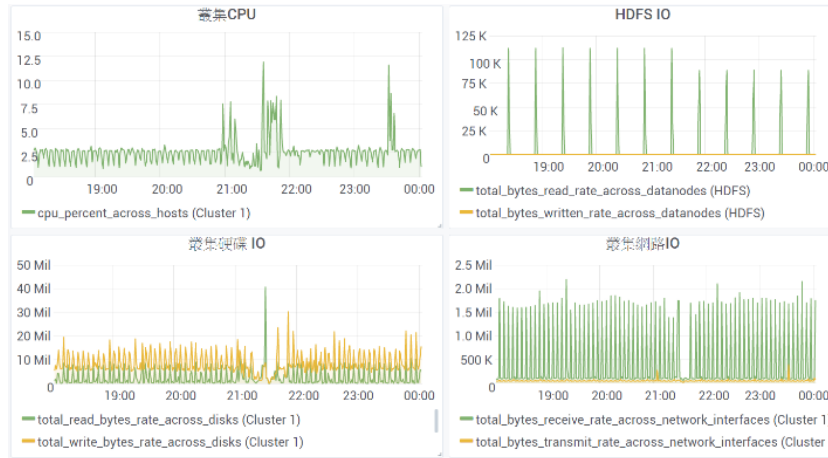 叢集CPU
15.0
12.5
10.0
7.5
5.0
2.5
0
19:00 20:00 21:00 22:00 23:00 00:00
cpu_percent_across_hosts (Cluster 1)
HDFS IO
125 K
100 K
75 K
50 K
25 K
0
19:00 20:00 21:00 22:00 23:00 00:00
total_bytes_read_rate_across_datanodes (HDFS)
total_bytes_written_rate_across_datanodes (HDFS)
叢集硬碟 IO
50 Mil
40 Mil
30 Mil
20 Mil
10 Mil
0
19:00 20:00 21:00 22:00 23:00 00:00
total_read_bytes_rate_across_disks (Cluster 1)
total_write_bytes_rate_across_disks (Cluster 1)
叢集網路IO
2.5 Mil
2.0 Mil
1.5 Mil
1.0 Mil
500 K
0
19:00 20:00 21:00 22:00 23:00 00:00
total_bytes_receive_rate_across_network_interfaces (Cluster 1
total_bytes_transmit_rate_across_network_interfaces (Cluster